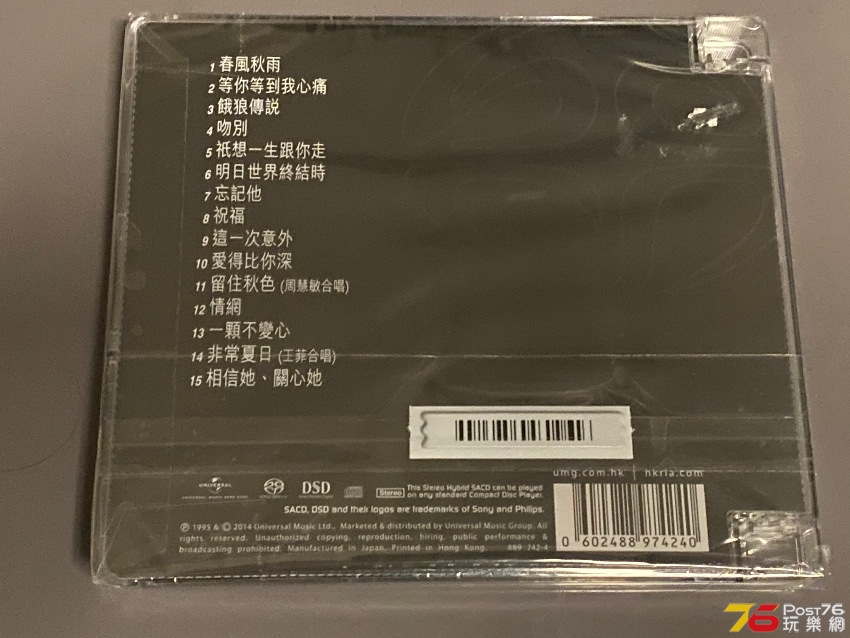 1 春風秋雨
2 等你等到我心痛
3 餓狼傳説
4 吻別
5 祇想一生跟你走
6 明日世界終結時
7 忘記他
8 祝福
9 這一次意外
10 愛得比你深
11 留住秋色 (周慧敏合唱)
12 情網
13 一顆不變心
14 非常夏日 (王菲合唱)
15 相信她、關心她
umg.com.hk | hkria.com
UNIVERSAL
DSD
Stereo
This Stereo Hybrid SACD can be played
on any standard Compact Disc Player.
SACD, DSD and their logos are trademarks of Sony and Philips.
℗ 1995 & © 2014 Universal Music Ltd., Marketed & distributed by Universal Music Group. All
rights reserved. Unauthorized copying, reproduction, hiring, public performance &
broadcasting prohibited. Manufactured in Japan. Printed in Hong Kong. 889 742-4
0 602488 974240
76 Post76
玩樂網